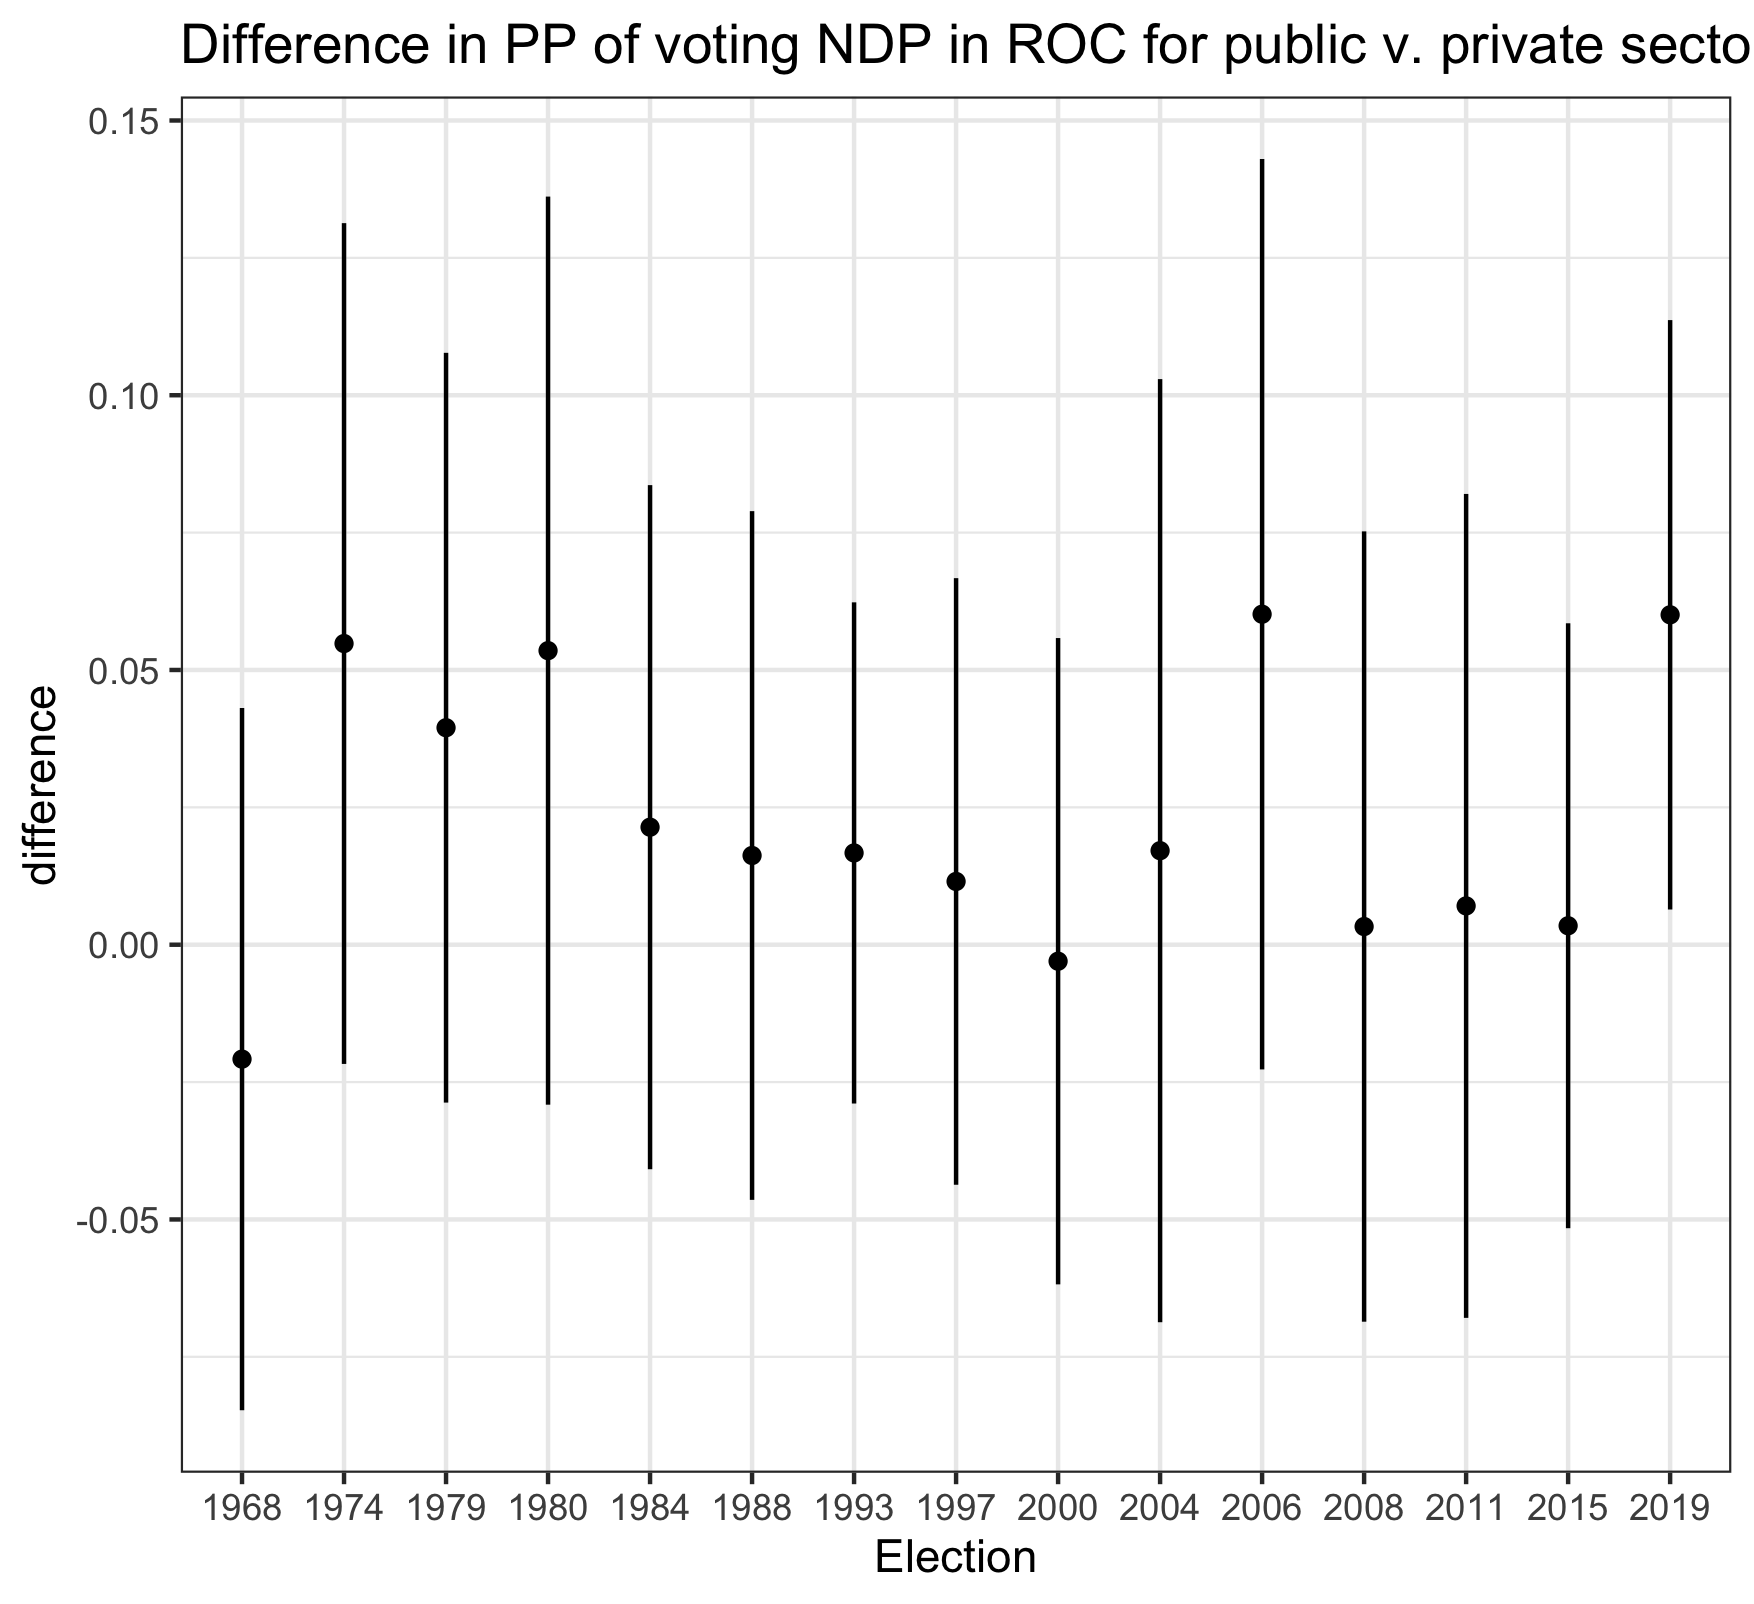 Difference in PP of voting NDP in ROC for public v. private secto
0.15
0.10
0.05
0.00
-0.05
difference
1968 1974 1979 1980 1984 1988 1993 1997 2000 2004 2006 2008 2011 2015 2019
Election